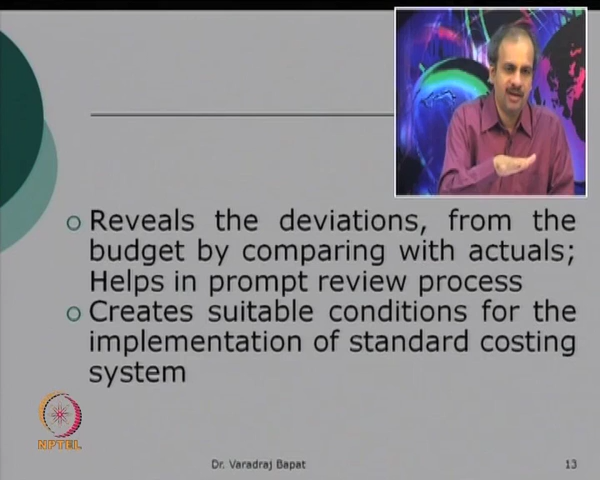 Reveals the deviations, from the
budget by comparing with actuals;
Helps in prompt review process
Creates suitable conditions for the
implementation of standard costing
system
NPTEL
Dr. Varadraj Bapat
13